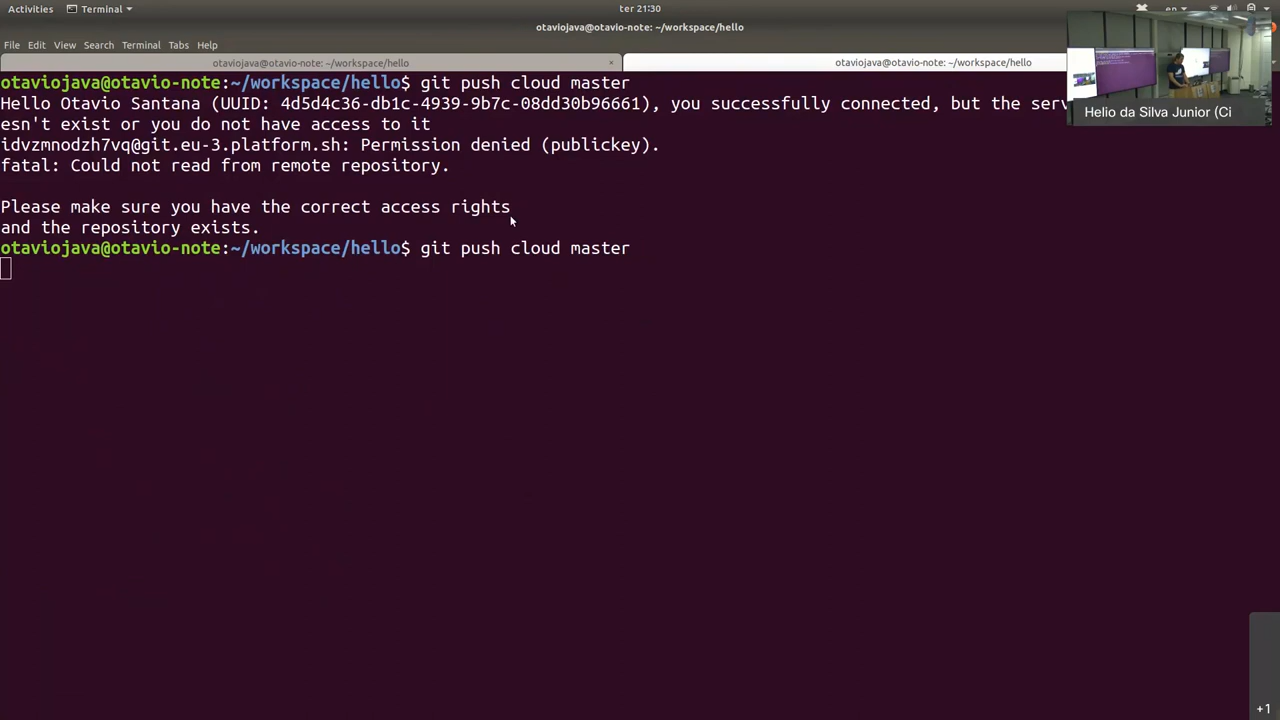 Activities Terminal ter 21:30 en
otaviojava@otavio-note: ~/workspace/hello
File Edit View Search Terminal Tabs Help
otaviojava@otavio-note: ~/workspace/hello × otaviojava@otavio-note: ~/workspace/hello
otaviojava@otavio-note:~/workspace/hello$ git push cloud master
Hello Otavio Santana (UUID: 4d5d4c36-db1c-4939-9b7c-08dd30b96661), you successfully connected, but the serv
esn't exist or you do not have access to it
idvzmnodzh7vq@git.eu-3.platform.sh: Permission denied (publickey).
fatal: Could not read from remote repository.
Please make sure you have the correct access rights
and the repository exists.
otaviojava@otavio-note:~/workspace/hello$ git push cloud master
Helio da Silva Junior (Ci
+1